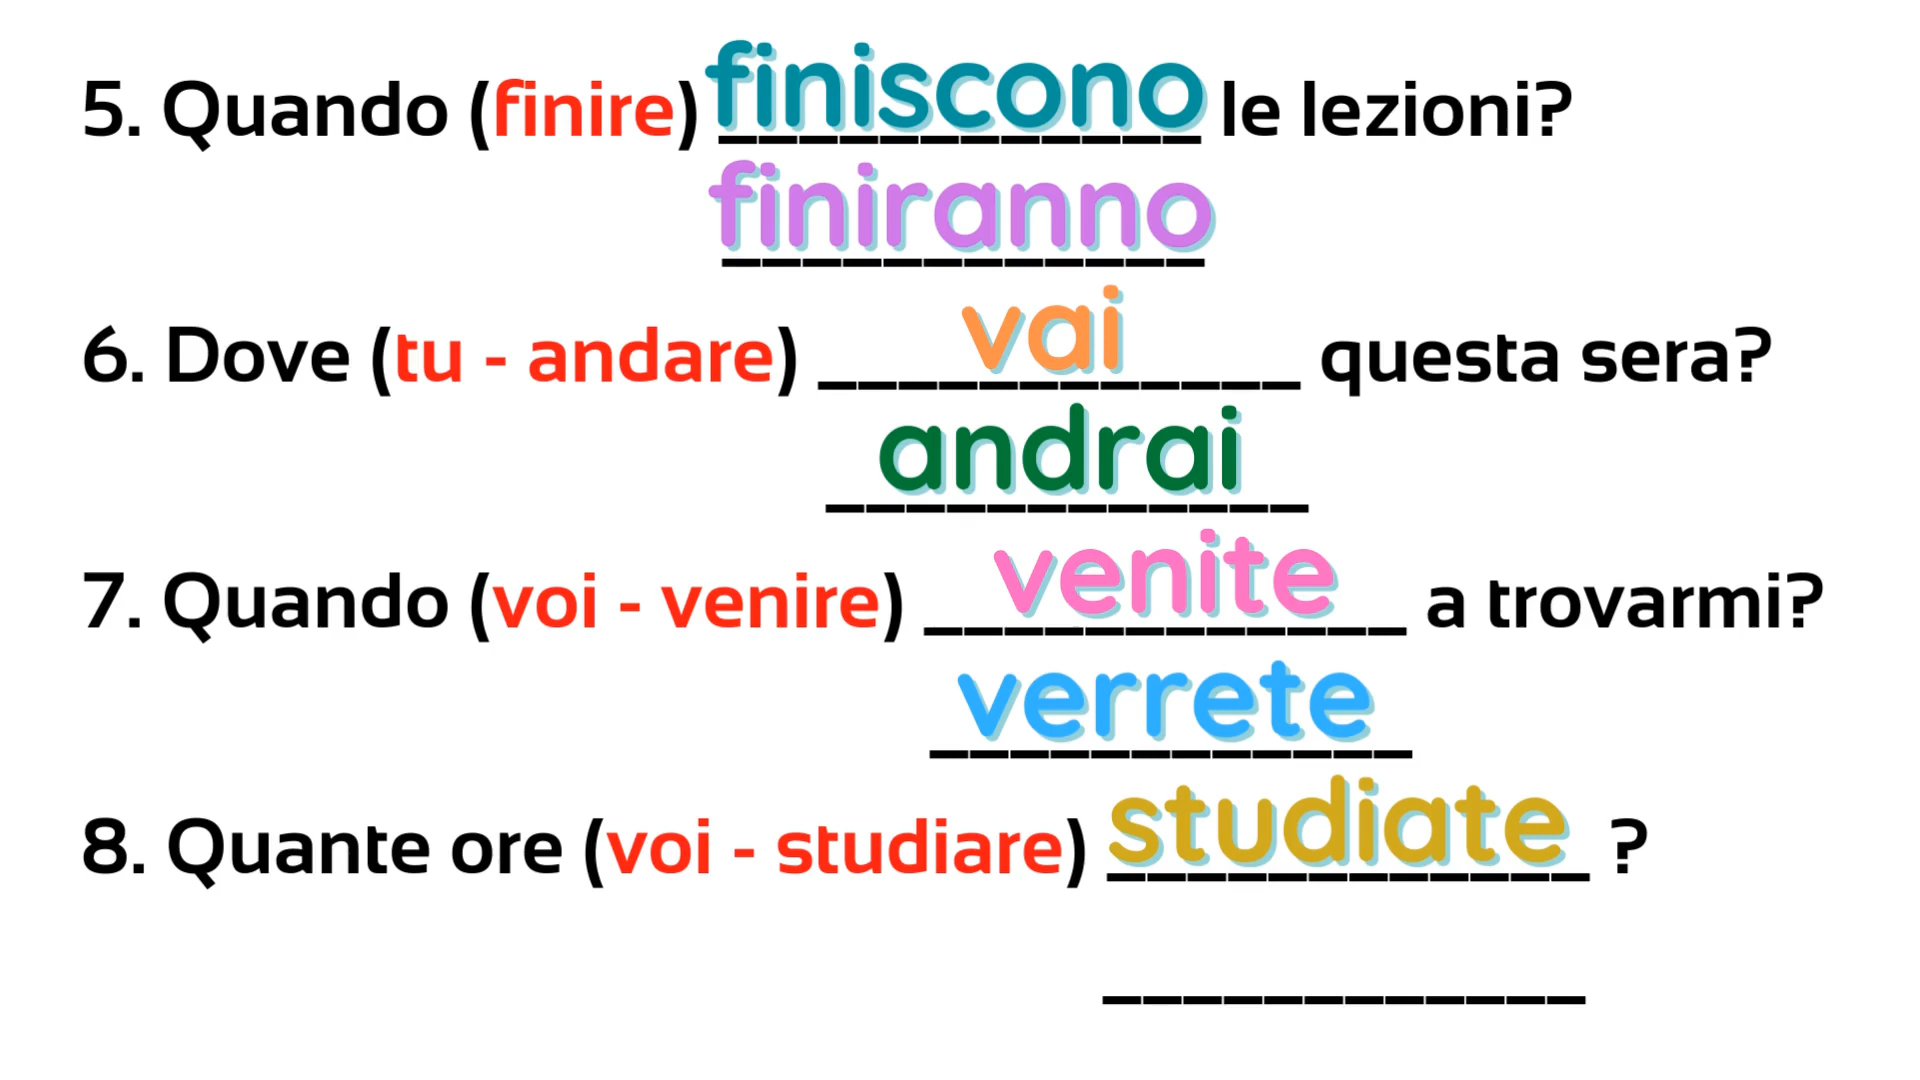 5. Quando (finire) finiscono le lezioni?
finiranno
6. Dove (tu - andare) vai questa sera?
andrai
7. Quando (voi - venire) venite a trovarmi?
verrete
8. Quante ore (voi - studiare) studiate ?
____________